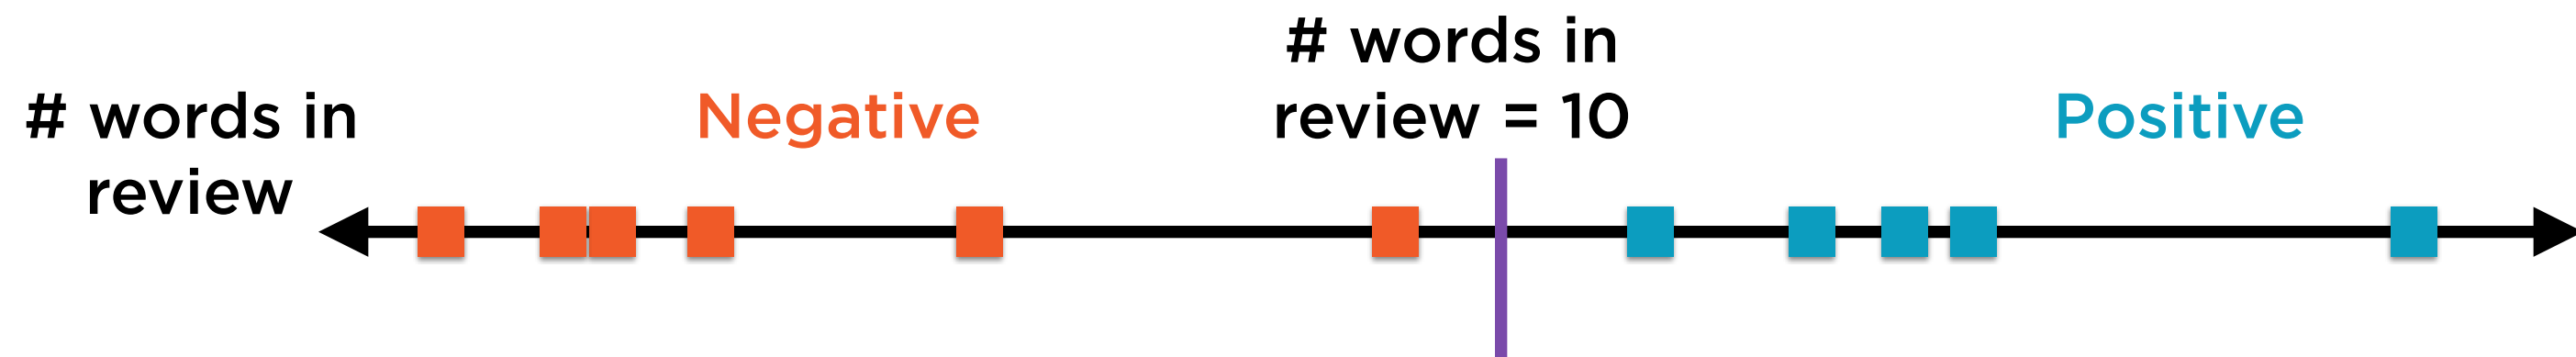 # words in
review
Negative
# words in
review = 10
Positive